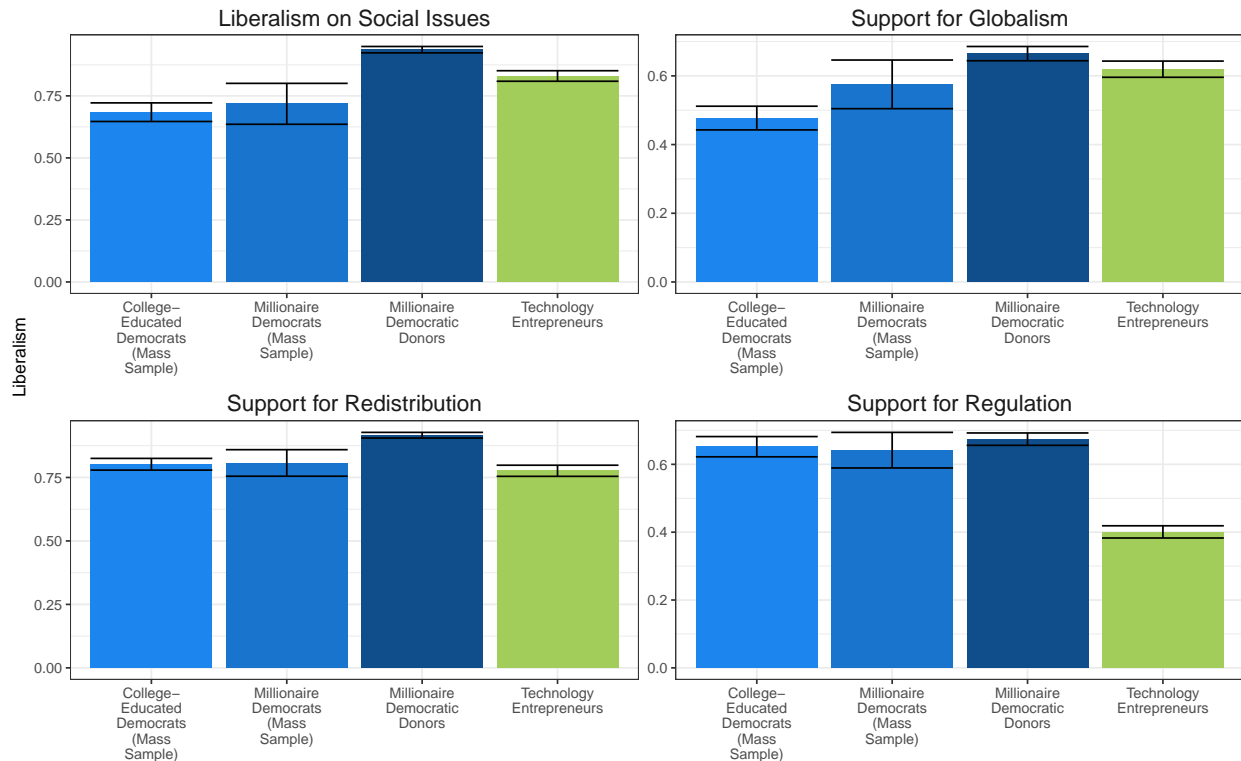 Liberalism on Social Issues
0.75
0.50
0.25
0.00
College−
Educated
Democrats
(Mass
Sample)
Millionaire
Democrats
(Mass
Sample)
Millionaire
Democratic
Donors
Technology
Entrepreneurs
Support for Globalism
0.6
0.4
0.2
0.0
College−
Educated
Democrats
(Mass
Sample)
Millionaire
Democrats
(Mass
Sample)
Millionaire
Democratic
Donors
Technology
Entrepreneurs
Liberalism
Support for Redistribution
0.75
0.50
0.25
0.00
College−
Educated
Democrats
(Mass
Sample)
Millionaire
Democrats
(Mass
Sample)
Millionaire
Democratic
Donors
Technology
Entrepreneurs
Support for Regulation
0.6
0.4
0.2
0.0
College−
Educated
Democrats
(Mass
Sample)
Millionaire
Democrats
(Mass
Sample)
Millionaire
Democratic
Donors
Technology
Entrepreneurs